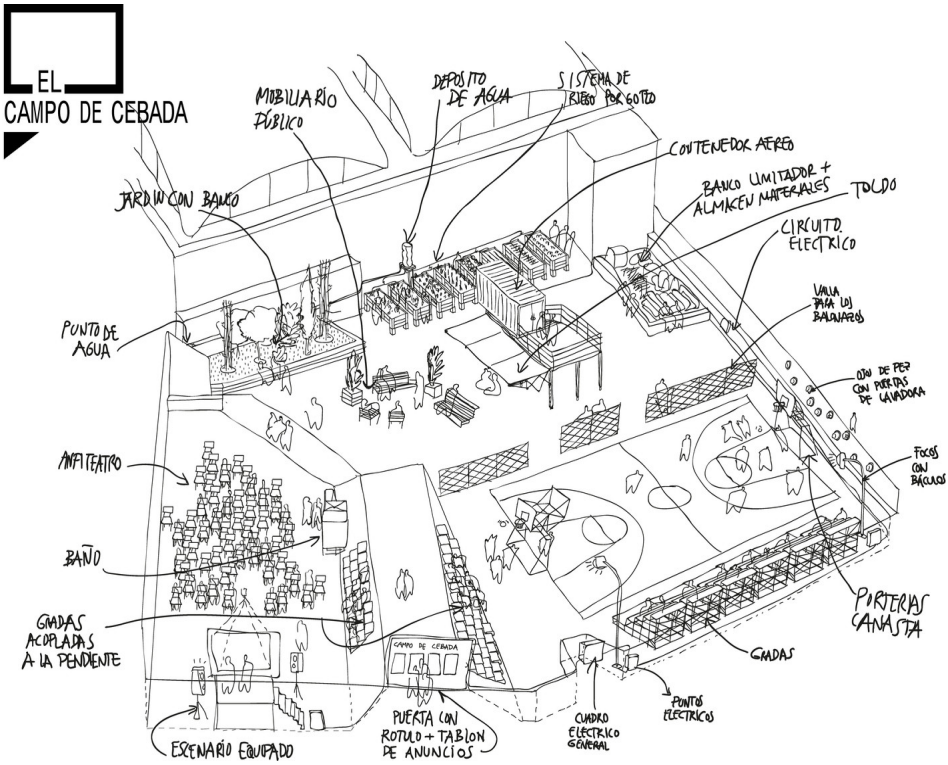 EL
CAMPO DE CEBADA
MOBILIARIO
PÚBLICO
DEPOSITO
DE AGUA
SISTEMA DE
RIEGO POR GOTEO
JARDIN CON BANCO
CONTENEDOR AEREO
BANCO LIMITADOR +
ALMACEN MATERIALES
TOLDO
CIRCUITO
ELECTRICO
VALLA
PARA LOS
BALONAZOS
PUNTO DE
AGUA
OJOS DE PEZ
CON PUERTAS
DE LAVADORA
ANFITEATRO
FOCOS
CON
BÁCULOS
BAÑO
PORTERIAS
CANASTA
GRADAS
ACOPLADAS
A LA PENDIENTE
CAMPO DE CEBADA
GRADAS
PUNTOS
ELECTRICOS
CUADRO
ELECTRICO
GENERAL
PUERTA CON
ROTULO + TABLON
DE ANUNCIOS
ESCENARIO EQUIPADO